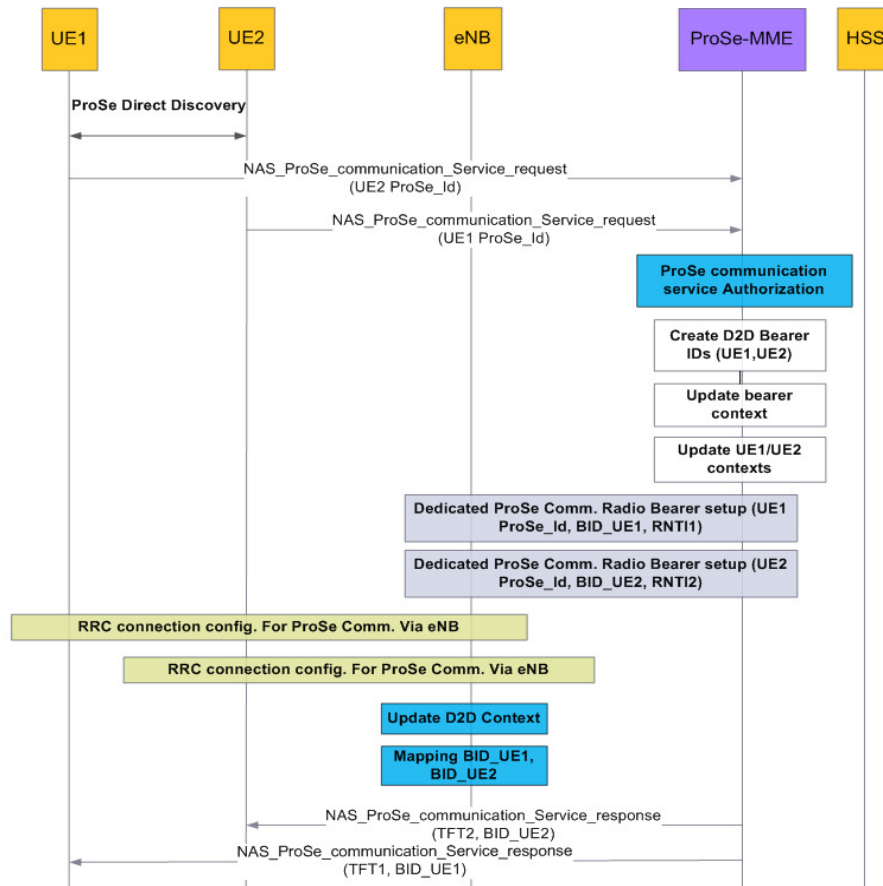 UE1
UE2
eNB
ProSe-MME
HSS
ProSe Direct Discovery
NAS_ProSe_communication_Service_request
(UE2 ProSe_Id)
NAS_ProSe_communication_Service_request
(UE1 ProSe_Id)
ProSe communication
service Authorization
Create D2D Bearer
IDs (UE1,UE2)
Update bearer
context
Update UE1/UE2
contexts
Dedicated ProSe Comm. Radio Bearer setup (UE1
ProSe_Id, BID_UE1, RNTI1)
Dedicated ProSe Comm. Radio Bearer setup (UE2
ProSe_Id, BID_UE2, RNTI2)
RRC connection config. For ProSe Comm. Via eNB
RRC connection config. For ProSe Comm. Via eNB
Update D2D Context
Mapping BID_UE1,
BID_UE2
NAS_ProSe_communication_Service_response
(TFT2, BID_UE2)
NAS_ProSe_communication_Service_response
(TFT1, BID_UE1)